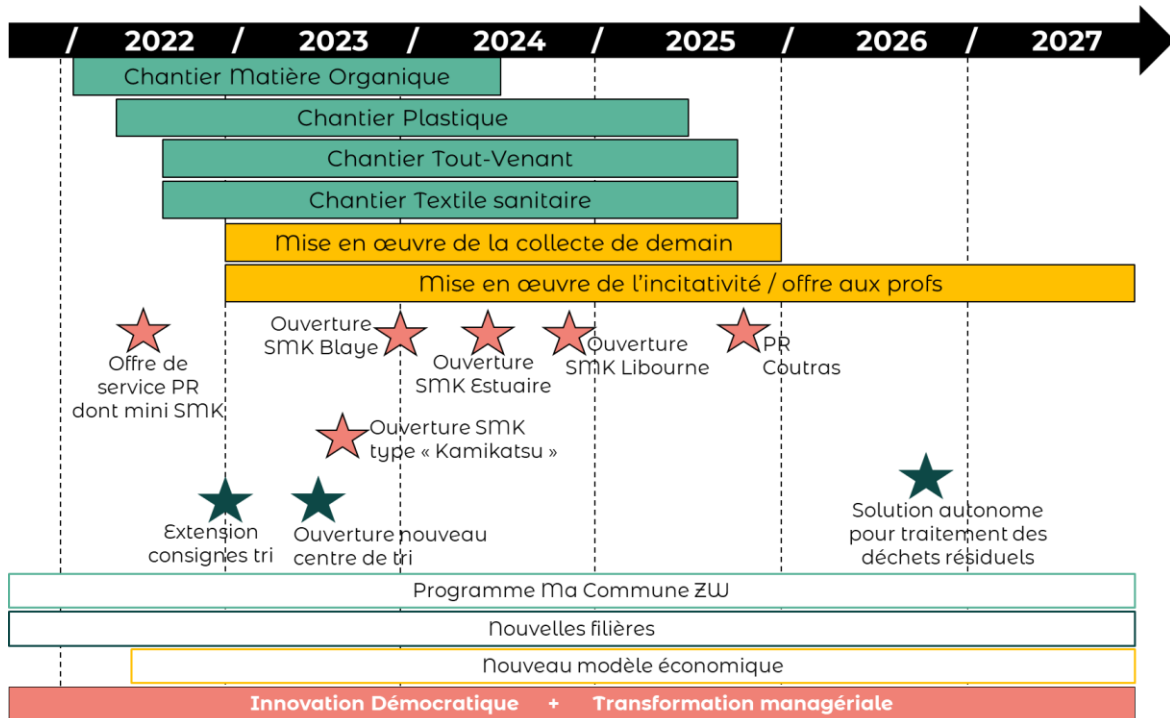 / 2022 / 2023 / 2024 / 2025 / 2026 / 2027
Chantier Matière Organique
Chantier Plastique
Chantier Tout-Venant
Chantier Textile sanitaire
Mise en œuvre de la collecte de demain
Mise en œuvre de l'incitativité / offre aux profs
Offre de
service PR
dont mini SMK
Ouverture
SMK Blaye
Ouverture
SMK Estuaire
Ouverture
SMK Libourne
PR
Coutras
Ouverture SMK
type « Kamikatsu »
Extension
consignes tri
Ouverture nouveau
centre de tri
Solution autonome
pour traitement des
déchets résiduels
Programme Ma Commune ZW
Nouvelles filières
Nouveau modèle économique
Innovation Démocratique + Transformation managériale